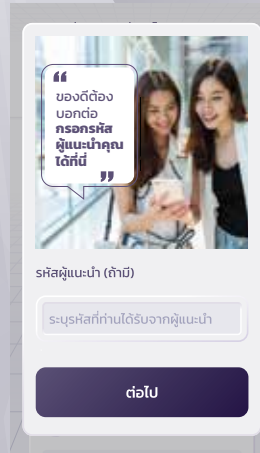 ❝
ของดีต้อง
บอกต่อ
กรอกรหัส
ผู้แนะนำคุณ
ได้ที่นี่
❞
รหัสผู้แนะนำ (ถ้ามี)
ระบุรหัสที่ท่านได้รับจากผู้แนะนำ
ต่อไป